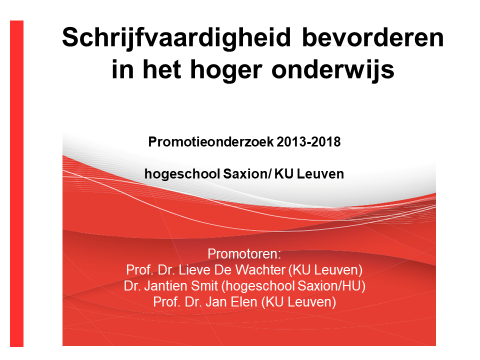 Schrijfvaardigheid bevorderen
in het hoger onderwijs
Promotieonderzoek 2013-2018
hogeschool Saxion/ KU Leuven
Promotoren:
Prof. Dr. Lieve De Wachter (KU Leuven)
Dr. Jantien Smit (hogeschool Saxion/HU)
Prof. Dr. Jan Elen (KU Leuven)